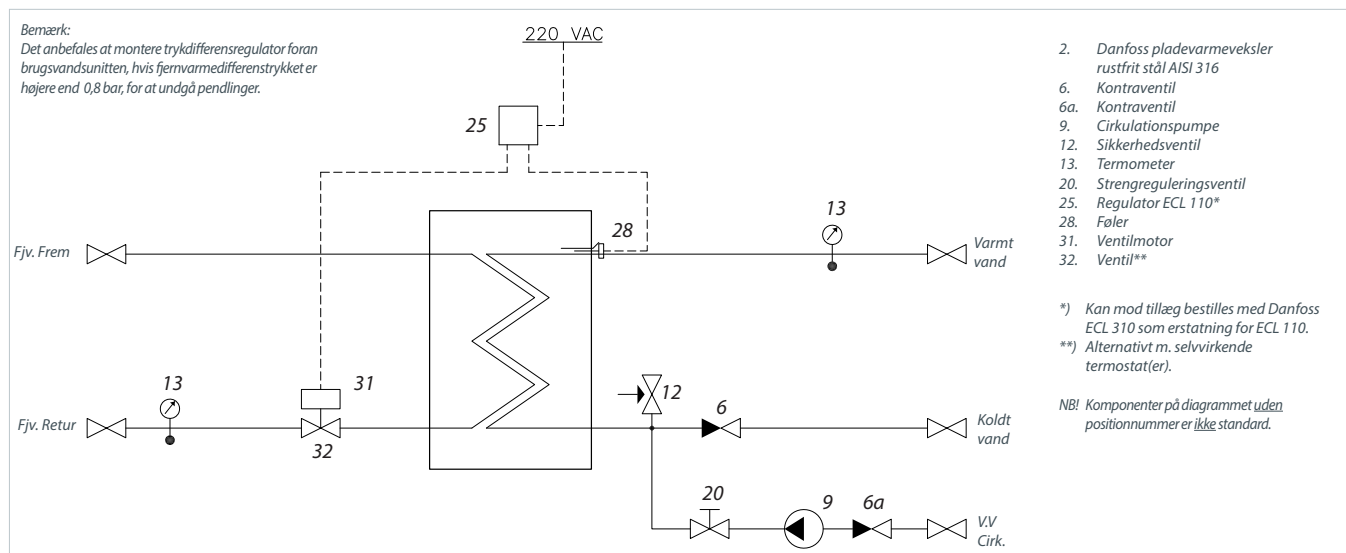 Bemærk:
Det anbefales at montere trykdifferensregulator foran
brugsvandsunitten, hvis fjernvarmedifferenstrykket er
højere end 0,8 bar, for at undgå pendlinger.
220 VAC
25
28
13
Fjv. Frem
Varmt
vand
13
31
32
12
6
Fjv. Retur
Koldt
vand
20
9
6a
V.V
Cirk.
2. Danfoss pladevarmeveksler
rustfrit stål AISI 316
6. Kontraventil
6a. Kontraventil
9. Cirkulationspumpe
12. Sikkerhedsventil
13. Termometer
20. Strengreguleringsventil
25. Regulator ECL 110*
28. Føler
31. Ventilmotor
32. Ventil**
*) Kan mod tillæg bestilles med Danfoss
ECL 310 som erstatning for ECL 110.
**) Alternativt m. selvvirkende
termostat(er).
NB! Komponenter på diagrammet uden
positionnummer er ikke standard.